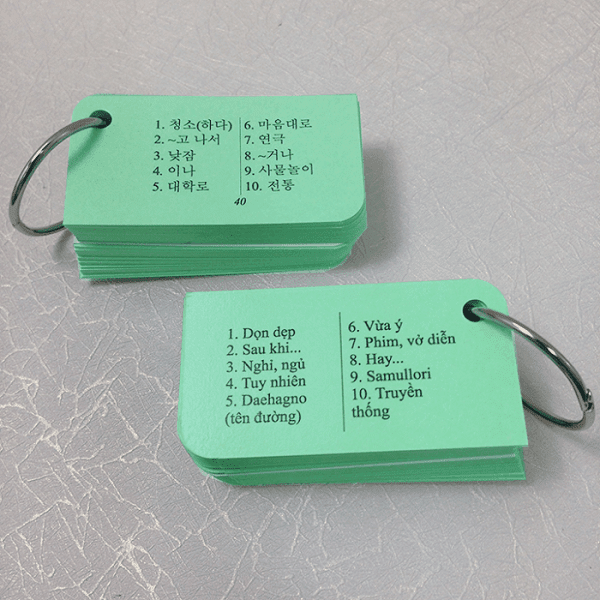 1. 청소(하다)
2. ~고 나서
3. 낮잠
4. 이나
5. 대학로
6. 마음대로
7. 연극
8. ~거나
9. 사물놀이
10. 전통
40
1. Dọn dẹp
2. Sau khi...
3. Nghỉ, ngủ
4. Tuy nhiên
5. Daehagno
(tên đường)
6. Vừa ý
7. Phim, vở diễn
8. Hay...
9. Samullori
10. Truyền
thống